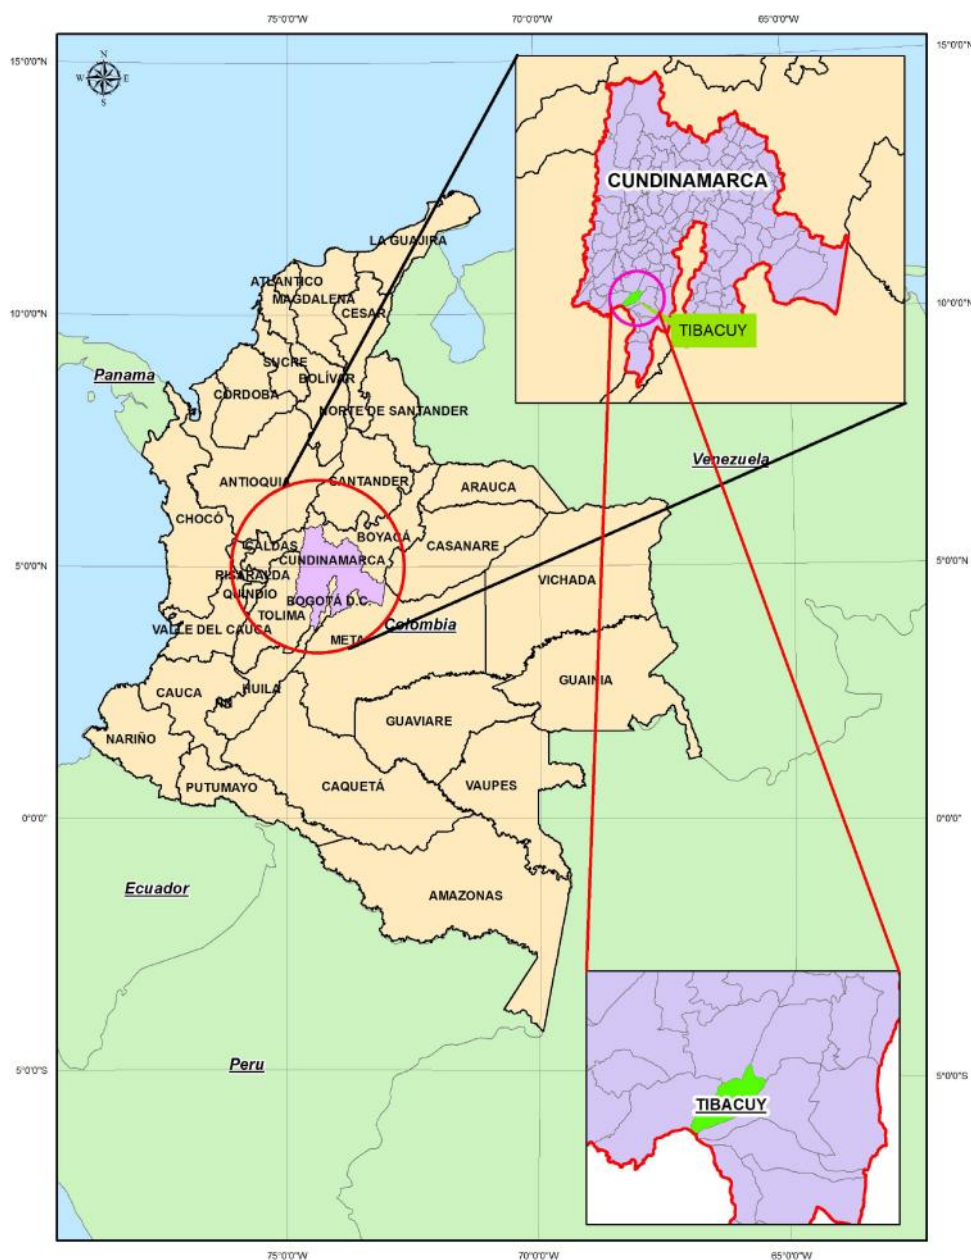 75°0'0"W 70°0'0"W 65°0'0"W
15°0'0"N
15°0'0"N
N
W E
S
CUNDINAMARCA
TIBACUY
LA GUAJIRA
ATLANTICO
MAGDALENA
CESAR
10°0'0"N
10°0'0"N
SUCRE
BOLÍVAR
Panama
CÓRDOBA
NORTE DE SANTANDER
Venezuela
ANTIOQUIA
SANTANDER
ARAUCA
CHOCÓ
BOYACÁ
CALDAS
CASANARE
CUNDINAMARCA
5°0'0"N
5°0'0"N
RISARALDA
VICHADA
QUINDIO
BOGOTÁ D.C.
TOLIMA
VALLE DEL CAUCA
Colombia
META
GUAINIA
CAUCA
HUILA
GUAVIARE
NARIÑO
PUTUMAYO
CAQUETÁ
VAUPES
0°0'0"
0°0'0"
Ecuador
AMAZONAS
Peru
5°0'0"S
5°0'0"S
TIBACUY
75°0'0"W 70°0'0"W 65°0'0"W